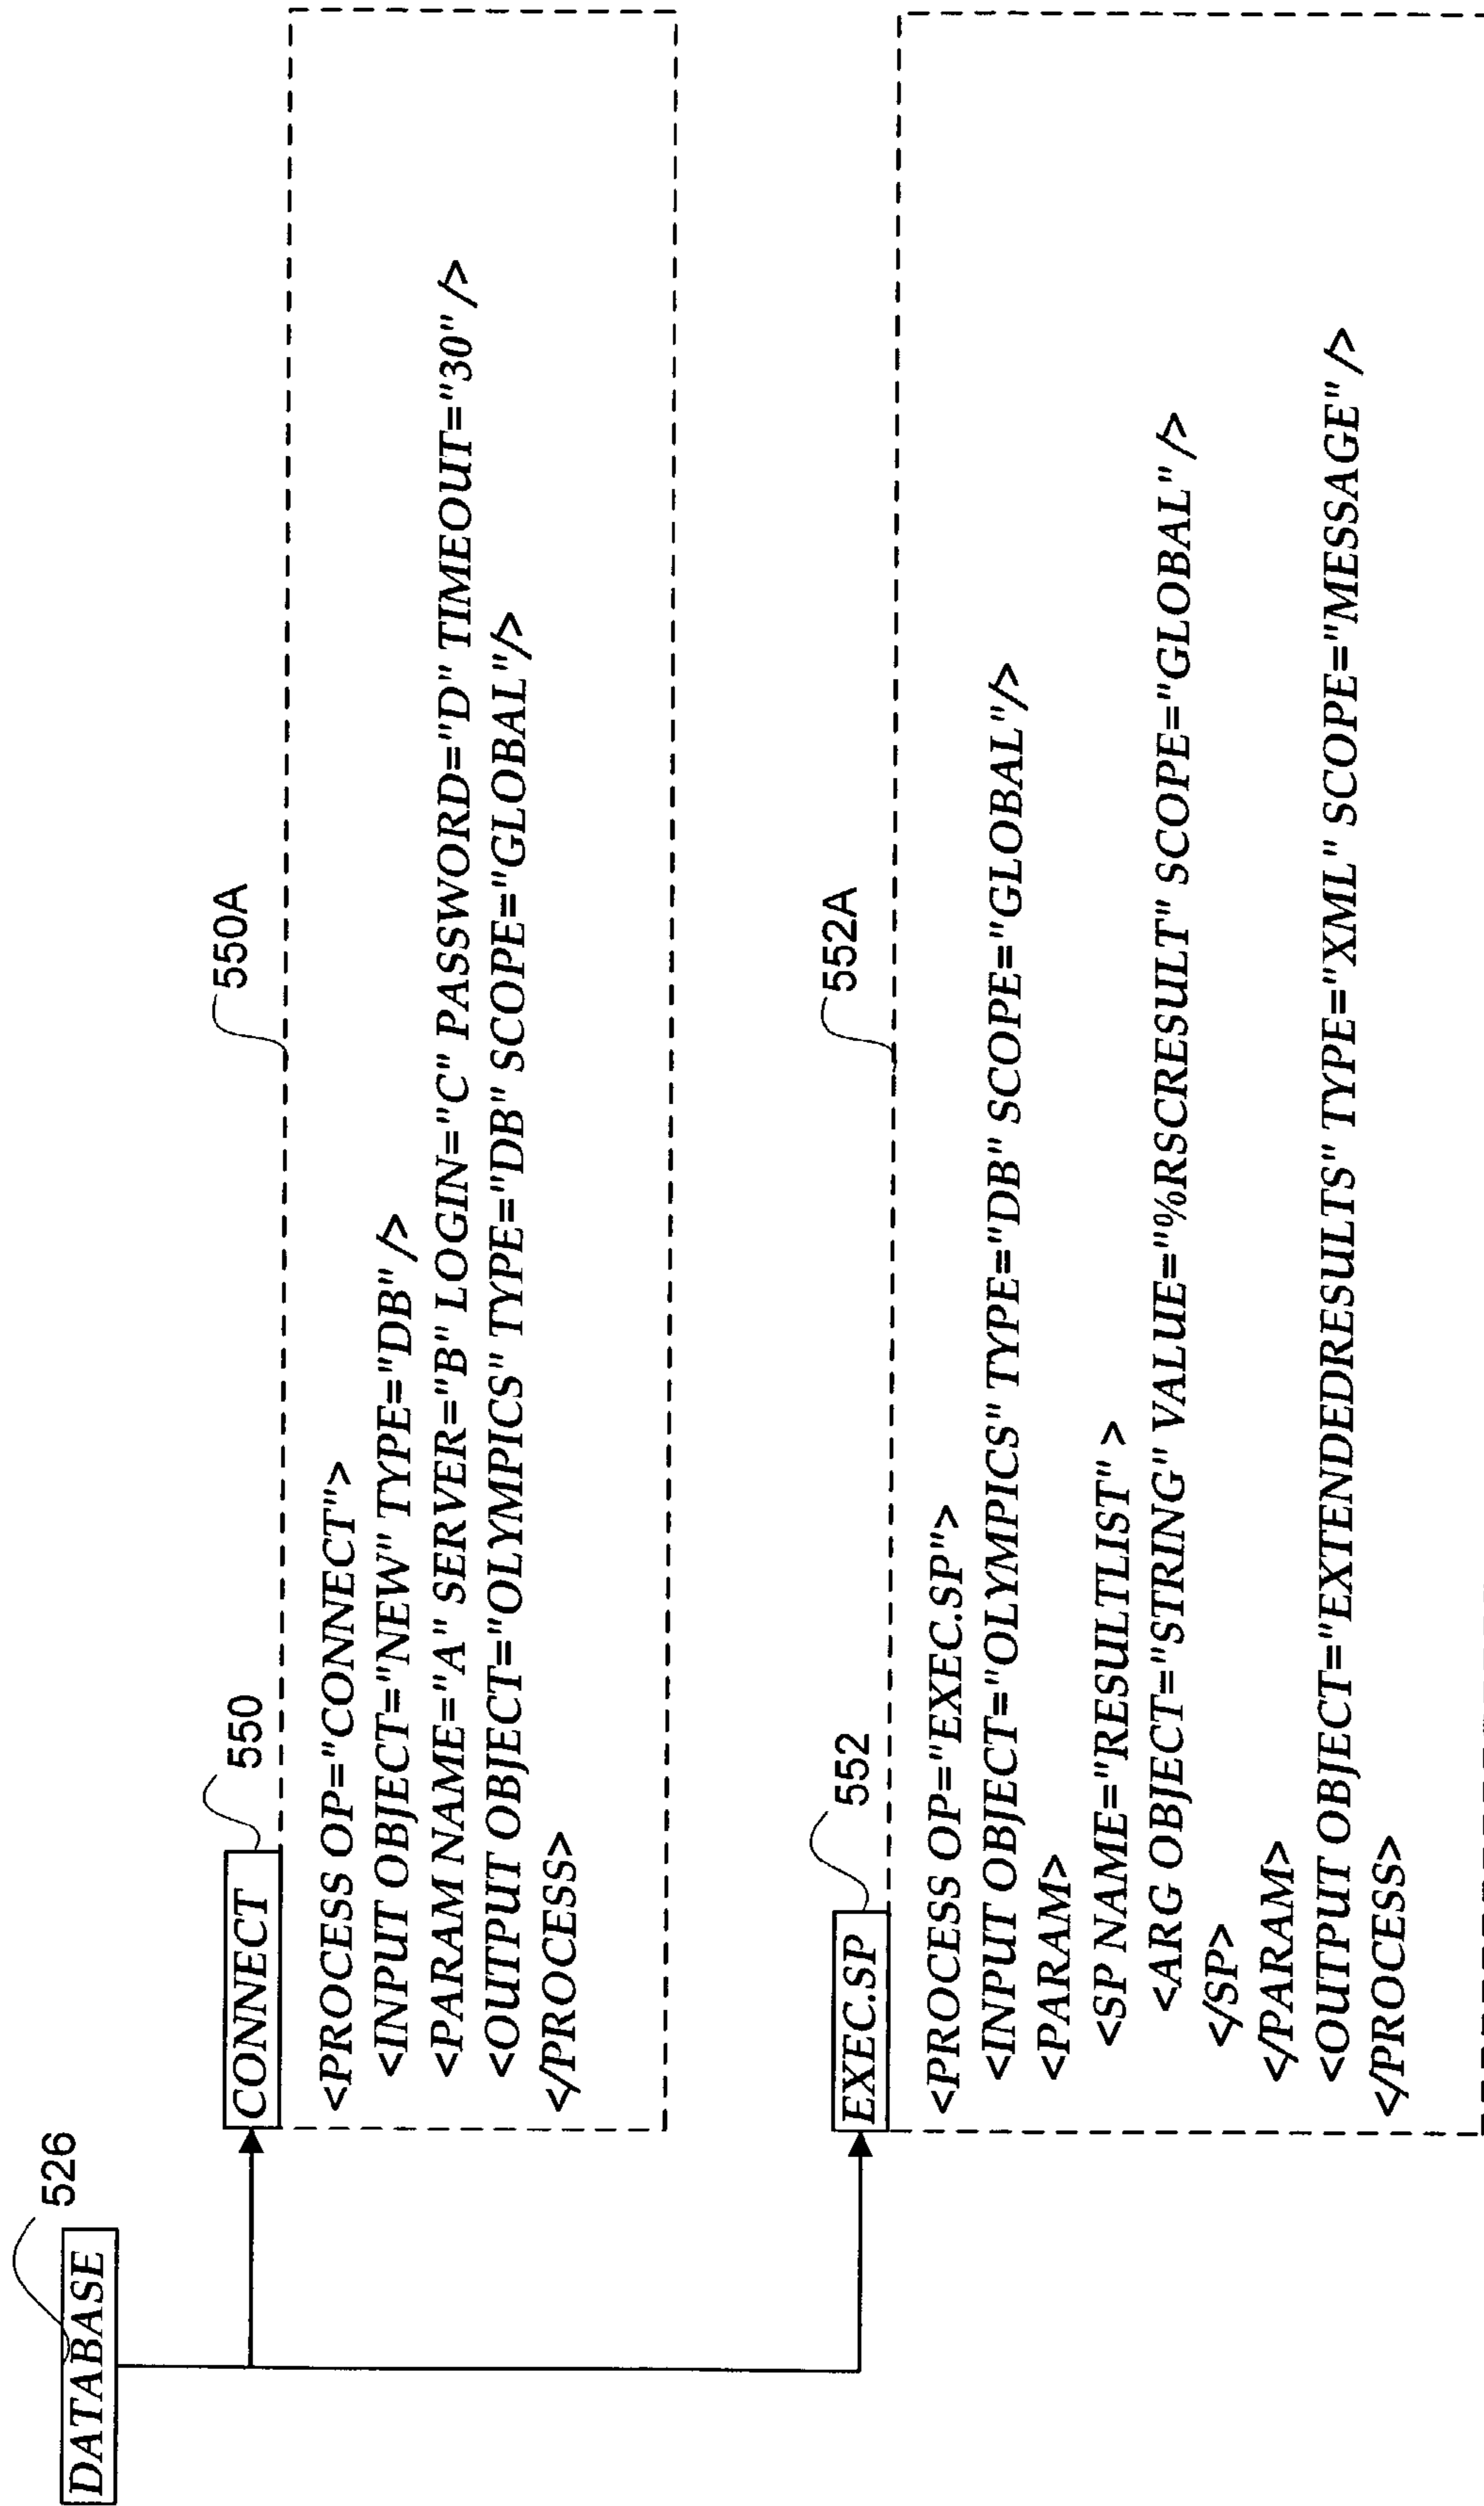 DATABASE
526
CONNECT
550
550A
<PROCESS OP="CONNECT">
<INPUT OBJECT="NEW" TYPE="DB" />
<PARAM NAME="A" SERVER="B" LOGIN="C" PASSWORD="D" TIMEOUT="30" />
<OUTPUT OBJECT="OLYMPICS" TYPE="DB" SCOPE="GLOBAL"/>
</PROCESS>
EXEC.SP
552
552A
<PROCESS OP="EXEC.SP">
<INPUT OBJECT="OLYMPICS" TYPE="DB" SCOPE="GLOBAL"/>
<PARAM>
<SP NAME="RESULTLIST" >
<ARG OBJECT="STRING" VALUE="%RSCRESULT" SCOPE="GLOBAL" />
</SP>
</PARAM>
<OUTPUT OBJECT="EXTENDEDRESULTS" TYPE="XML" SCOPE="MESSAGE" />
</PROCESS>